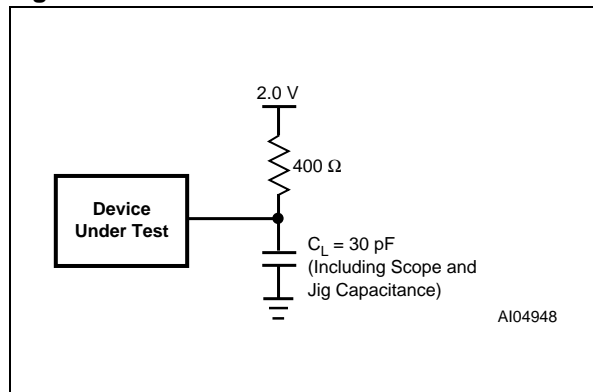 2.0 V
400 Ω
Device
Under Test
C_L = 30 pF
(Including Scope and
Jig Capacitance)
AI04948